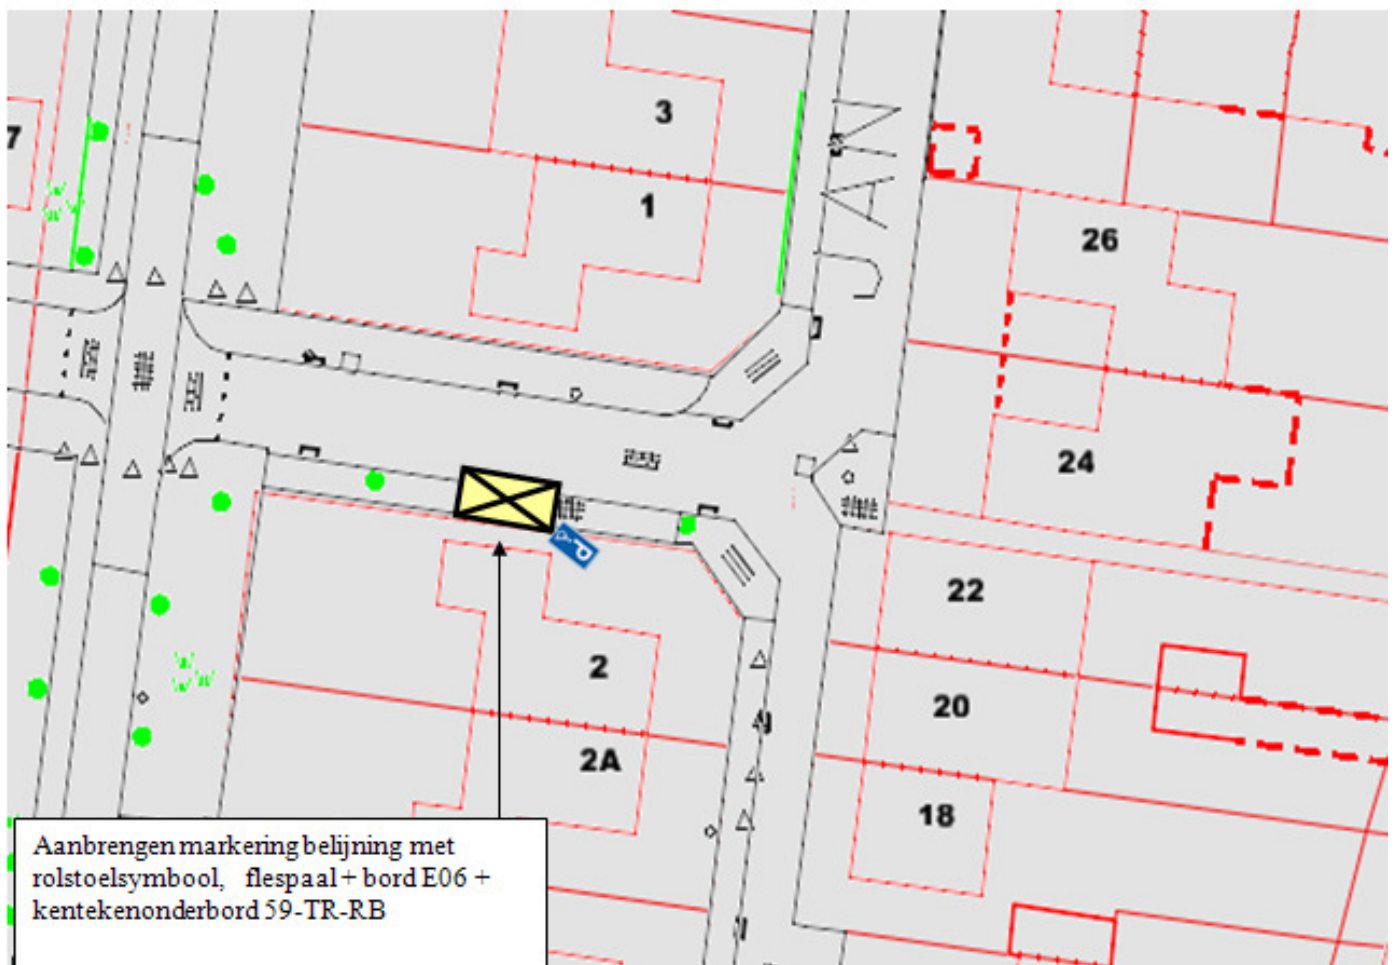 3
7
1
JAN
26
24
P
22
2
20
2A
18
Aanbrengen markering belijning met
rolstoelsymbool, flespaal + bord E06 +
kentekenonderbord 59-TR-RB